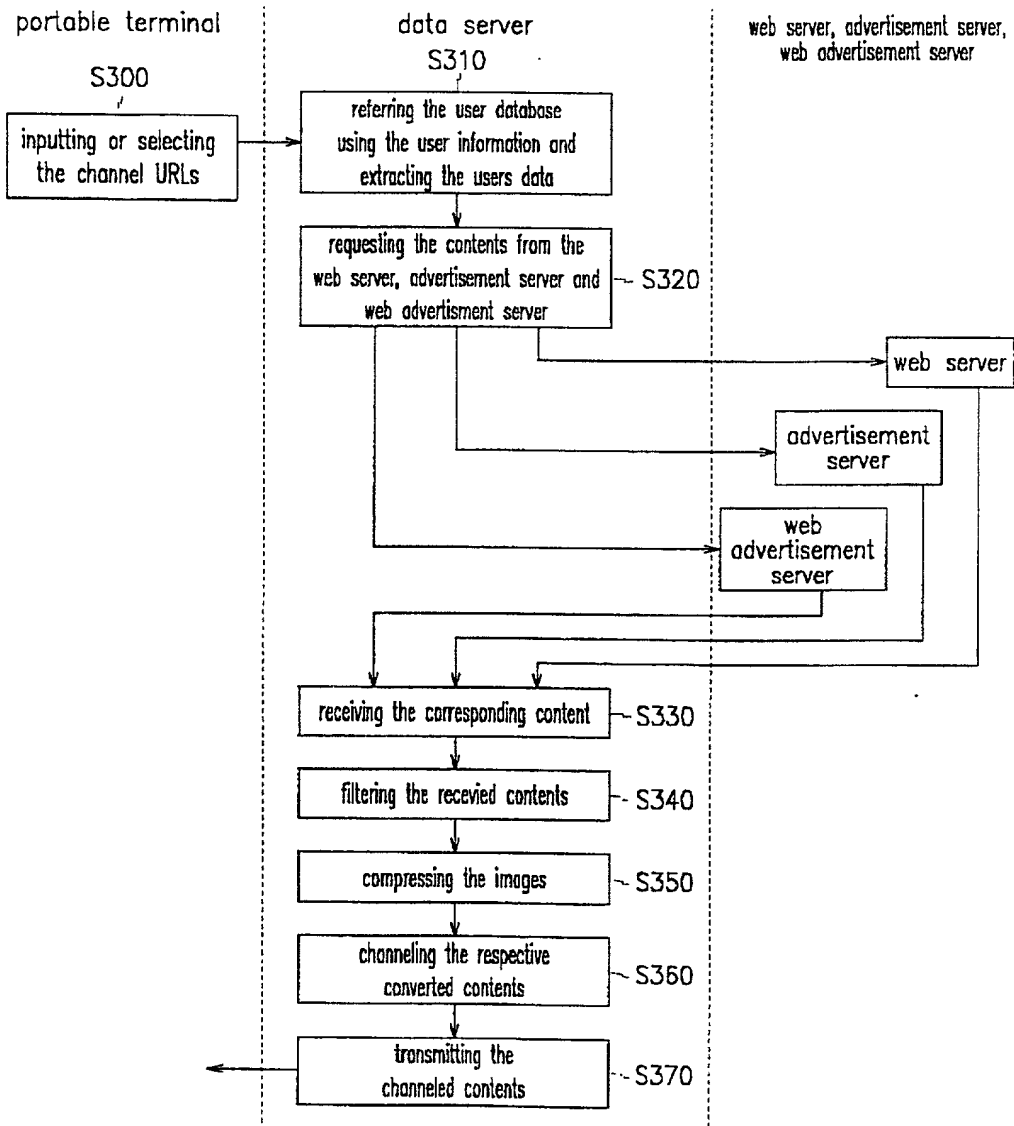 portable terminal
data server
web server, advertisement server,
web advertisement server
S300
inputting or selecting
the channel URLs
S310
referring the user database
using the user information and
extracting the users data
requesting the contents from the
web server, advertisement server and
web advertisment server
S320
web server
advertisement
server
web
advertisement
server
receiving the corresponding content
S330
filtering the recevied contents
S340
compressing the images
S350
channeling the respective
converted contents
S360
transmitting the
channeled contents
S370